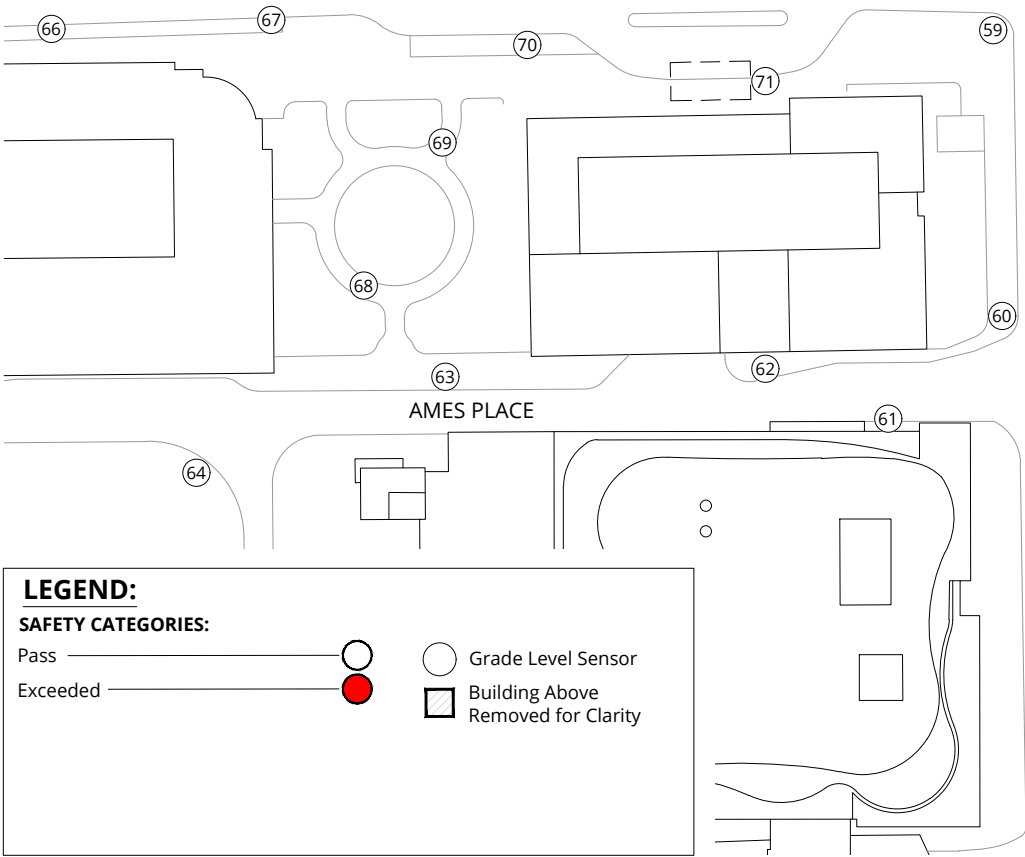 66
67
70
59
71
69
68
60
63
62
AMES PLACE
61
64
LEGEND:
SAFETY CATEGORIES:
Pass
Exceeded
Grade Level Sensor
Building Above
Removed for Clarity